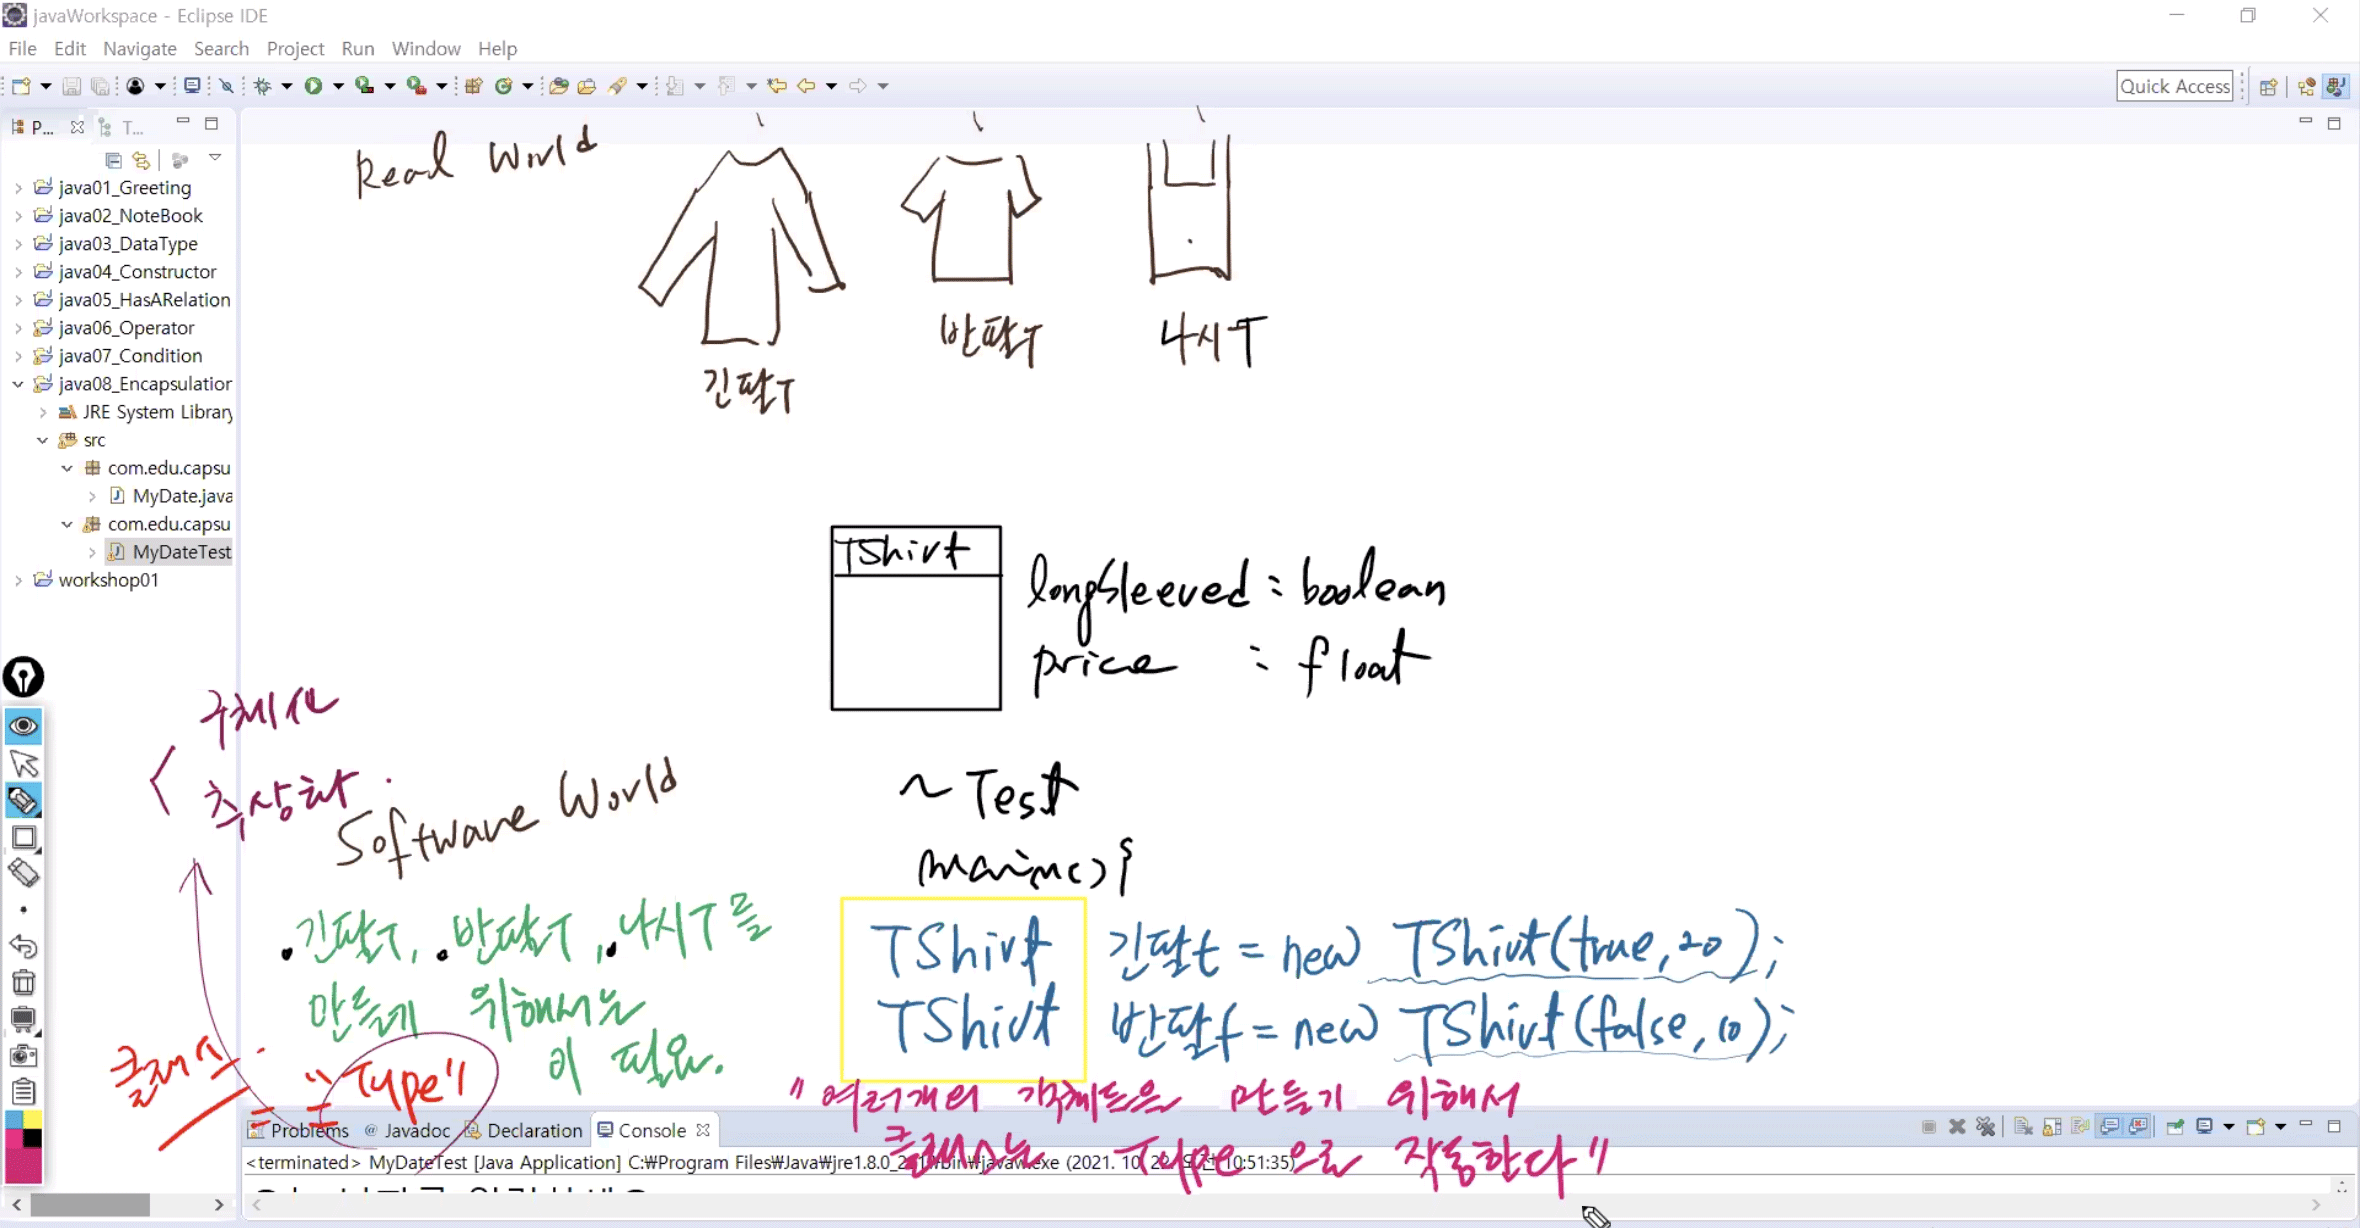 javaWorkspace - Eclipse IDE
File Edit Navigate Search Project Run Window Help
Quick Access
P... T...
java01_Greeting
java02_NoteBook
java03_DataType
java04_Constructor
java05_HasARelation
java06_Operator
java07_Condition
java08_Encapsulation
JRE System Library
src
com.edu.capsu
MyDate.java
com.edu.capsu
MyDateTest
workshop01
Real World
긴팔T
반팔T
나시T
TShirt
longSleeved : boolean
price : float
구체화
추상화.
Software World
~ Test
main() {
TShirt 긴팔t = new TShirt(true, 20);
TShirt 반팔t = new TShirt(false, 10);
.긴팔T, .반팔T, .나시T를
만들기 위해서는
"Type"이 필요.
클래스
"여러개의 객체들을 만들기 위해서
클래스는 Type으로 작동한다"
Problems @ Javadoc Declaration Console
<terminated> MyDateTest [Java Application] C:₩Program Files₩Java₩jre1.8.0_ ₩bin₩javaw.exe (2021. 10. 22. 오전 10:51:35)